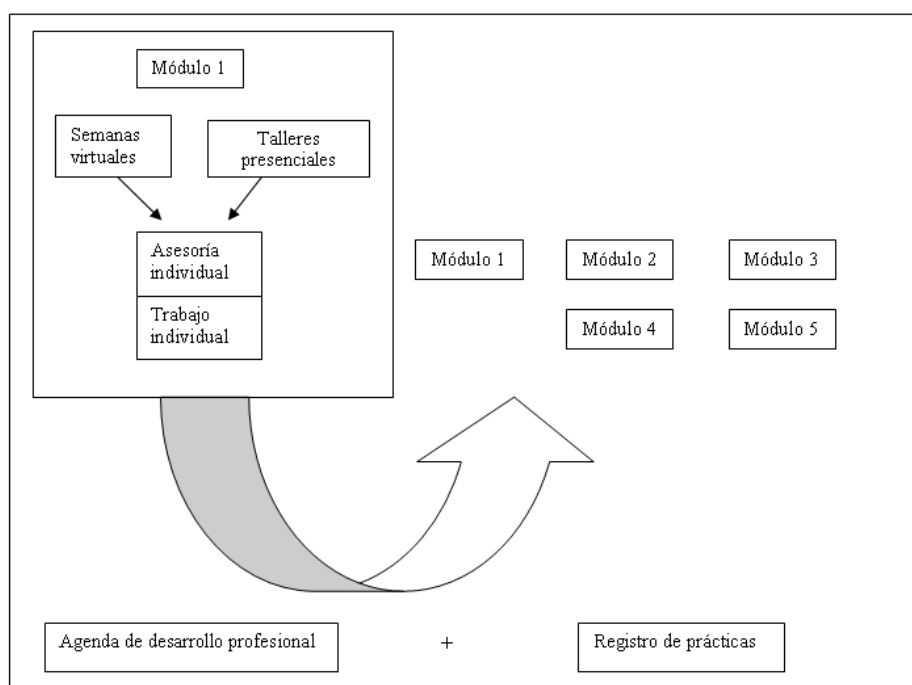 Módulo 1
Semanas
virtuales
Talleres
presenciales
Asesoría
individual
Trabajo
individual
Módulo 1
Módulo 2
Módulo 3
Módulo 4
Módulo 5
Agenda de desarrollo profesional
+
Registro de prácticas